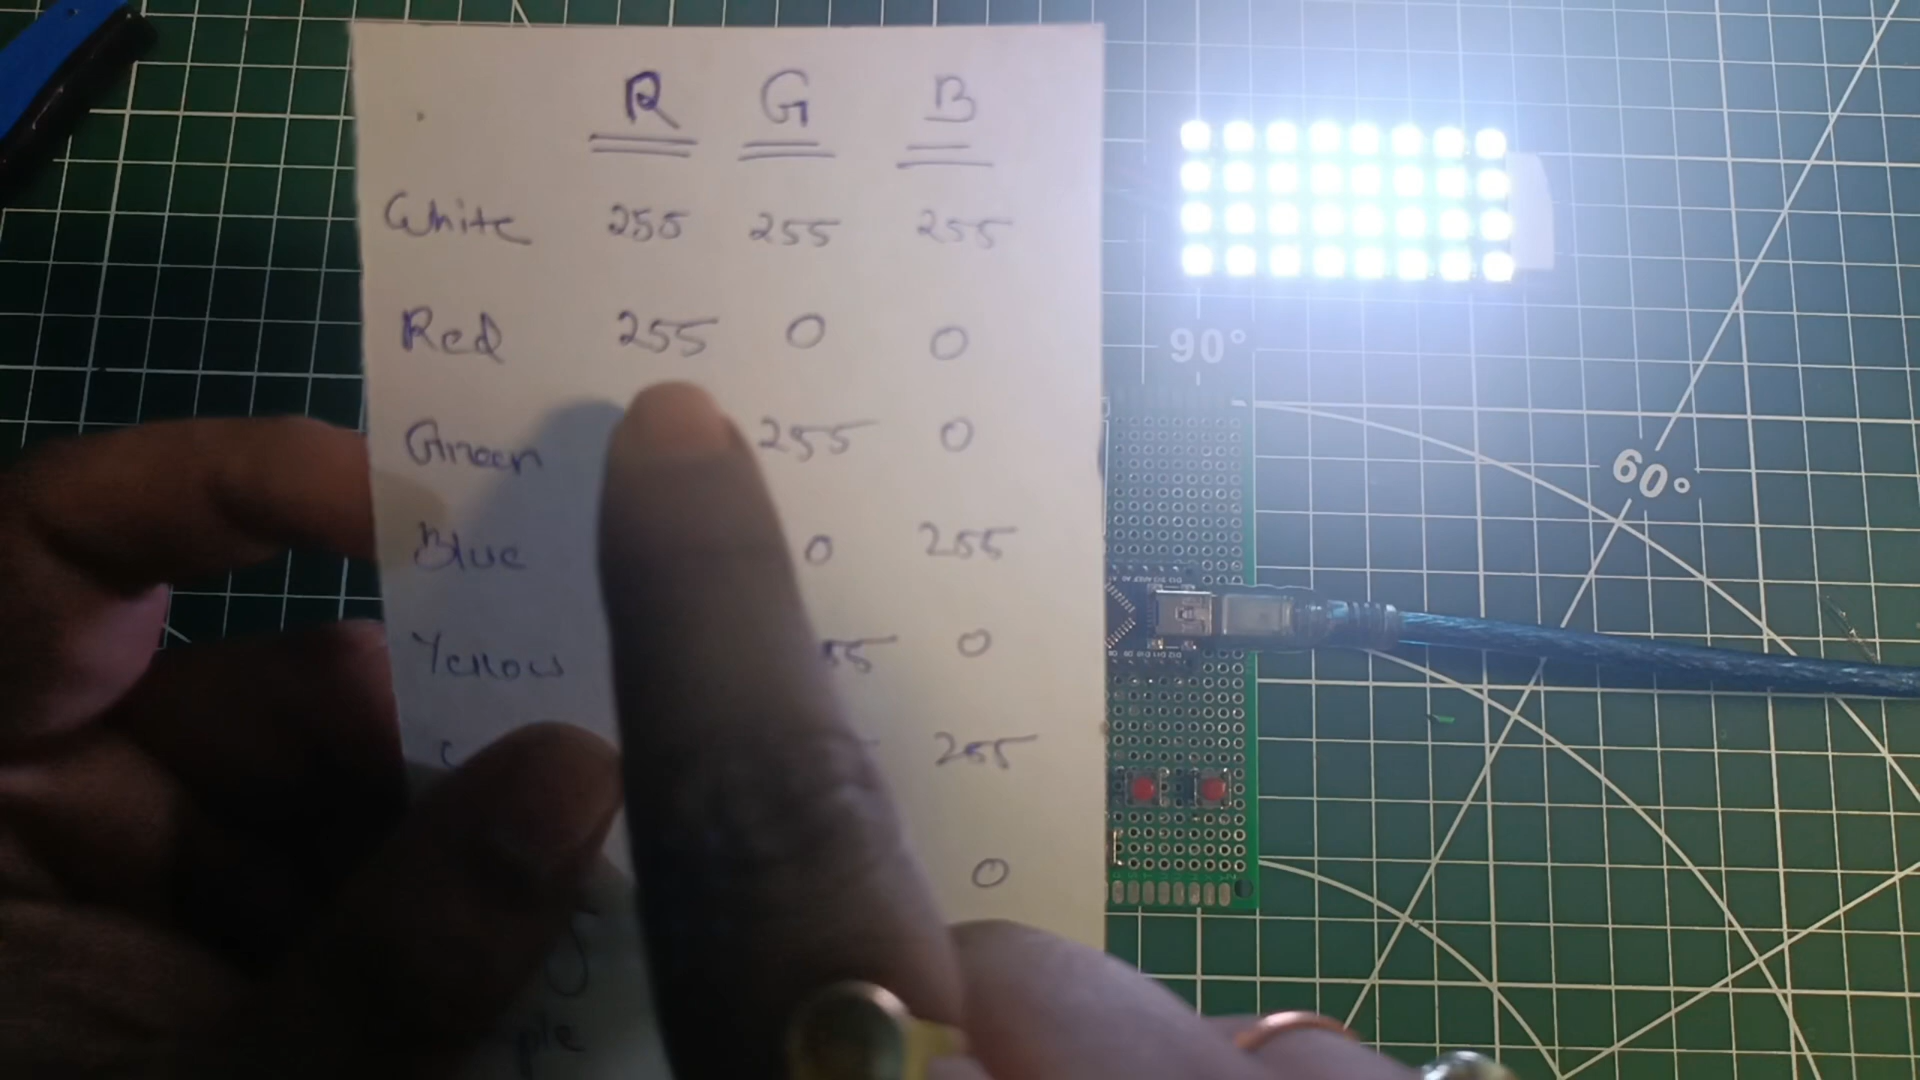 R G B
White 255 255 255
Red 255 0 0
Green 255 0
Blue 0 255
Yellow 0
255
0
90°
60°